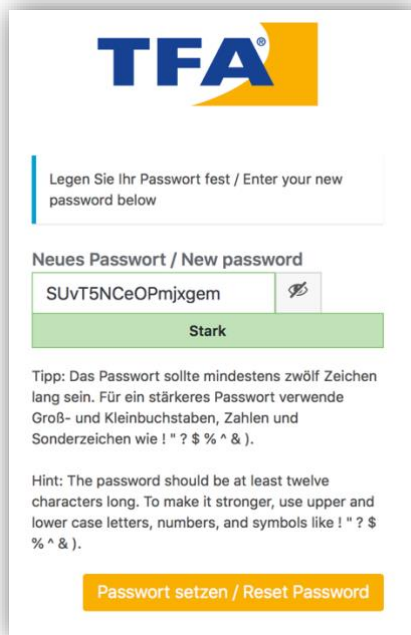 TFA®
Legen Sie Ihr Passwort fest / Enter your new
password below
Neues Passwort / New password
SUvT5NCeOPmjxgem
Stark
Tipp: Das Passwort sollte mindestens zwölf Zeichen
lang sein. Für ein stärkeres Passwort verwende
Groß- und Kleinbuchstaben, Zahlen und
Sonderzeichen wie ! " ? $ % ^ & ).
Hint: The password should be at least twelve
characters long. To make it stronger, use upper and
lower case letters, numbers, and symbols like ! " ? $
% ^ & ).
Passwort setzen / Reset Password